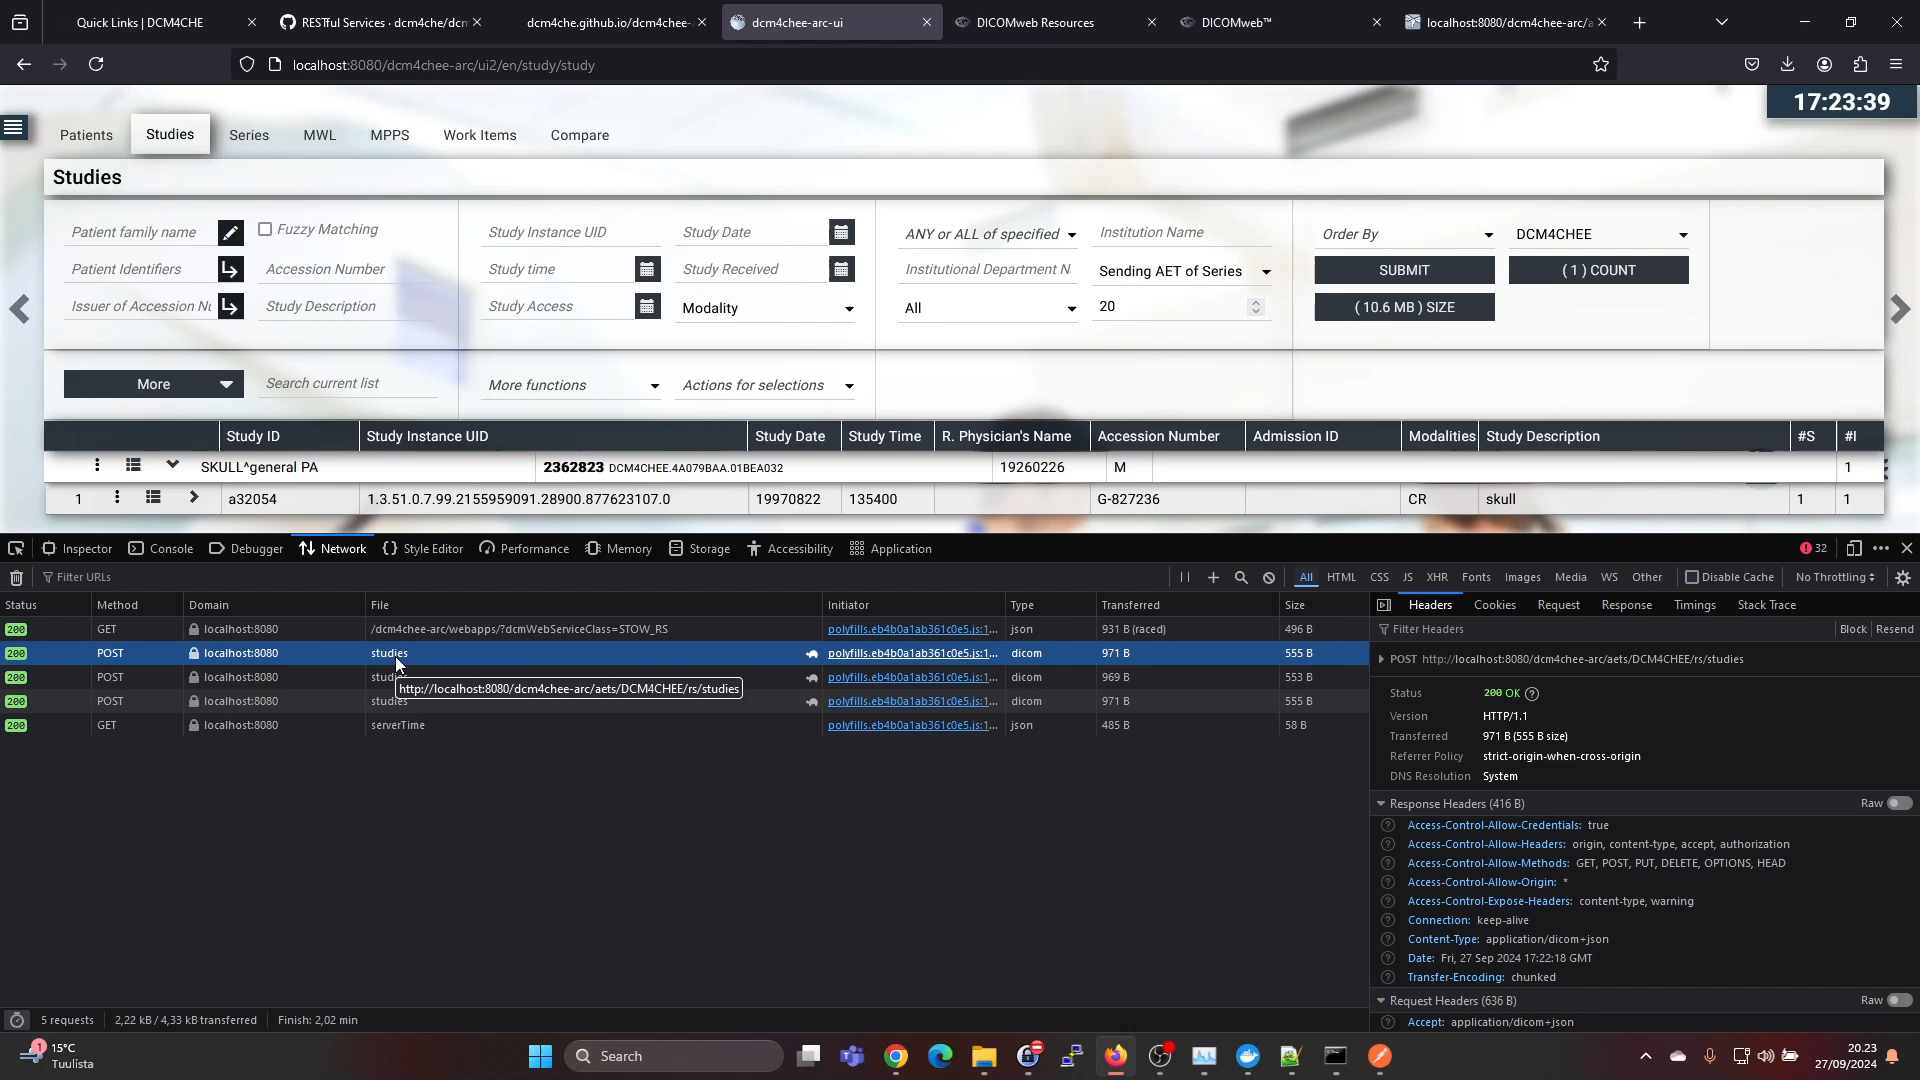 Quick Links | DCM4CHE
RESTful Services · dcm4che/dcm
dcm4che.github.io/dcm4chee-
dcm4chee-arc-ui
DICOMweb Resources
DICOMweb™
localhost:8080/dcm4chee-arc/a
localhost:8080/dcm4chee-arc/ui2/en/study/study
17:23:39
Patients Studies Series MWL MPPS Work Items Compare
Studies
Patient family name Fuzzy Matching Study Instance UID Study Date ANY or ALL of specified Institution Name Order By DCM4CHEE
Patient Identifiers Accession Number Study time Study Received Institutional Department N Sending AET of Series SUBMIT ( 1 ) COUNT
Issuer of Accession Nu Study Description Study Access Modality All 20 ( 10.6 MB ) SIZE
More Search current list More functions Actions for selections
Study ID Study Instance UID Study Date Study Time R. Physician's Name Accession Number Admission ID Modalities Study Description #S #I
SKULL^general PA 2362823 DCM4CHEE.4A079BAA.01BEA032 19260226 M 1
1 a32054 1.3.51.0.7.99.2155959091.28900.877623107.0 19970822 135400 G-827236 CR skull 1 1
Inspector Console Debugger Network Style Editor Performance Memory Storage Accessibility Application 32
Filter URLs All HTML CSS JS XHR Fonts Images Media WS Other Disable Cache No Throttling
Status Method Domain File Initiator Type Transferred Size
200 GET localhost:8080 /dcm4chee-arc/webapps/?dcmWebServiceClass=STOW_RS polyfills.eb4b0a1ab361c0e5.js:1... json 931 B (raced) 496 B
200 POST localhost:8080 studies polyfills.eb4b0a1ab361c0e5.js:1... dicom 971 B 555 B
200 POST localhost:8080 studies polyfills.eb4b0a1ab361c0e5.js:1... dicom 969 B 553 B
http://localhost:8080/dcm4chee-arc/aets/DCM4CHEE/rs/studies
200 POST localhost:8080 studies polyfills.eb4b0a1ab361c0e5.js:1... dicom 971 B 555 B
200 GET localhost:8080 serverTime polyfills.eb4b0a1ab361c0e5.js:1... json 485 B 58 B
Headers Cookies Request Response Timings Stack Trace
Filter Headers Block Resend
POST http://localhost:8080/dcm4chee-arc/aets/DCM4CHEE/rs/studies
Status 200 OK
Version HTTP/1.1
Transferred 971 B (555 B size)
Referrer Policy strict-origin-when-cross-origin
DNS Resolution System
Response Headers (416 B) Raw
Access-Control-Allow-Credentials: true
Access-Control-Allow-Headers: origin, content-type, accept, authorization
Access-Control-Allow-Methods: GET, POST, PUT, DELETE, OPTIONS, HEAD
Access-Control-Allow-Origin: *
Access-Control-Expose-Headers: content-type, warning
Connection: keep-alive
Content-Type: application/dicom+json
Date: Fri, 27 Sep 2024 17:22:18 GMT
Transfer-Encoding: chunked
Request Headers (636 B) Raw
Accept: application/dicom+json
5 requests 2,22 kB / 4,33 kB transferred Finish: 2,02 min
1 15°C
Tuulista
Search
20.23
27/09/2024